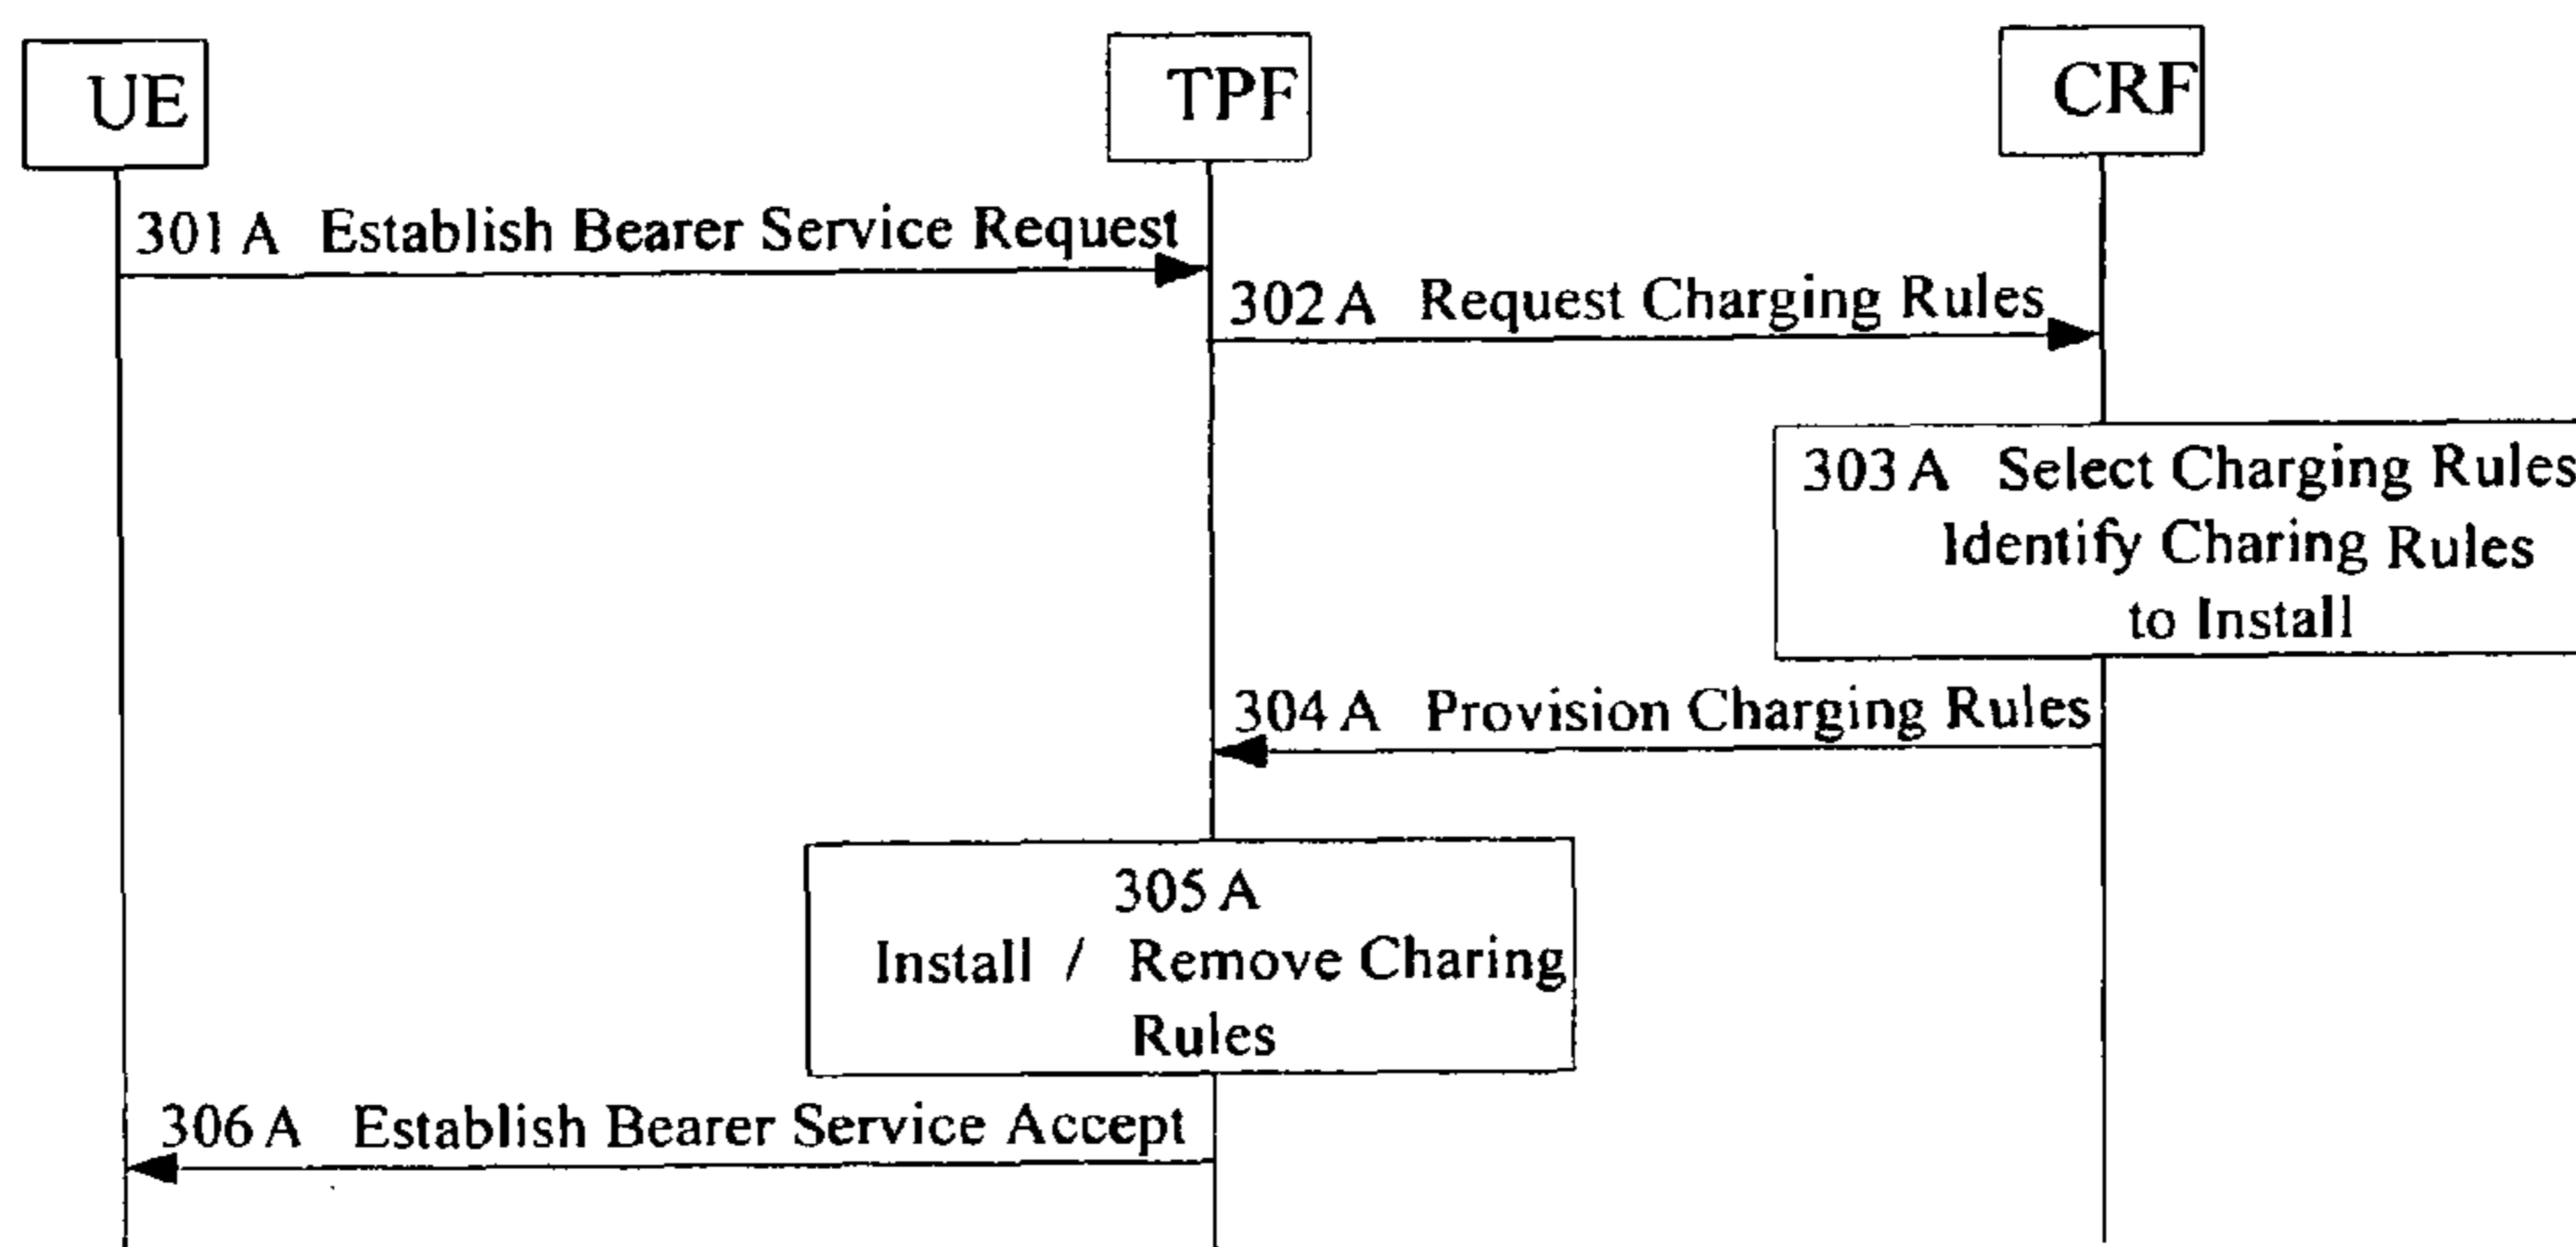 UE
TPF
CRF
301 A Establish Bearer Service Request
302 A Request Charging Rules
303 A Select Charging Rules
Identify Charing Rules
to Install
304 A Provision Charging Rules
305 A
Install / Remove Charing
Rules
306 A Establish Bearer Service Accept